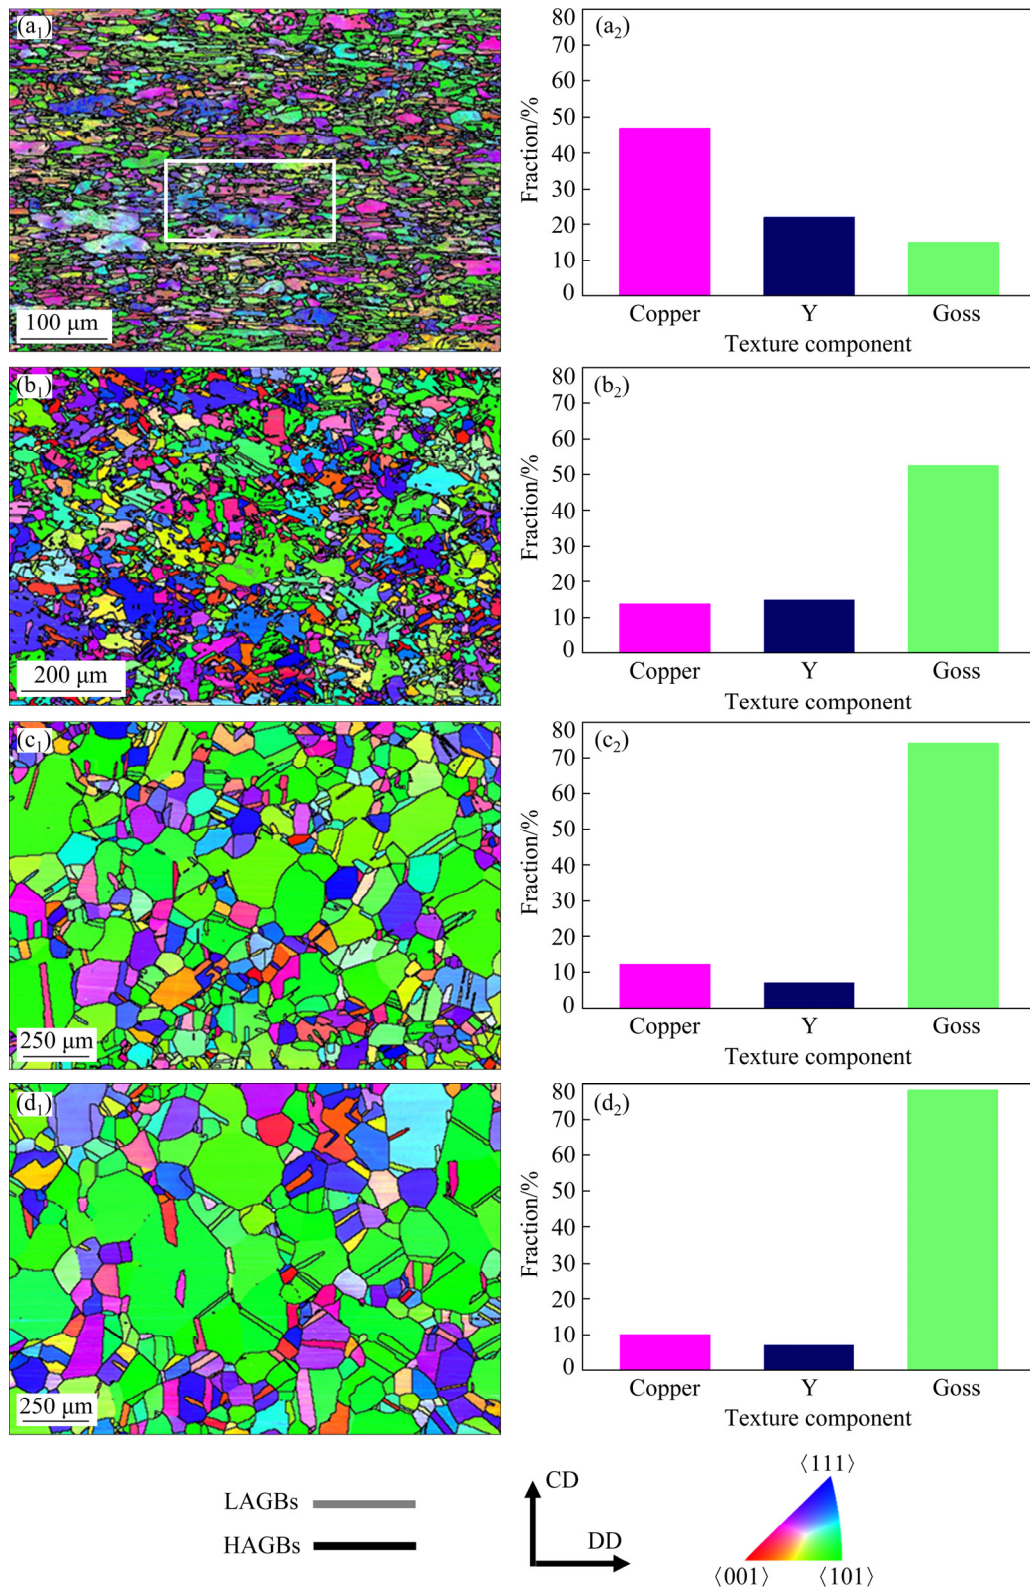 (a1)
100 μm
(a2)
80
70
60
50
40
30
20
10
0
Fraction/%
Copper Y Goss
Texture component
(b1)
200 μm
(b2)
80
70
60
50
40
30
20
10
0
Fraction/%
Copper Y Goss
Texture component
(c1)
250 μm
(c2)
80
70
60
50
40
30
20
10
0
Fraction/%
Copper Y Goss
Texture component
(d1)
250 μm
(d2)
80
70
60
50
40
30
20
10
0
Fraction/%
Copper Y Goss
Texture component
LAGBs
HAGBs
CD
DD
⟨111⟩
⟨001⟩ ⟨101⟩